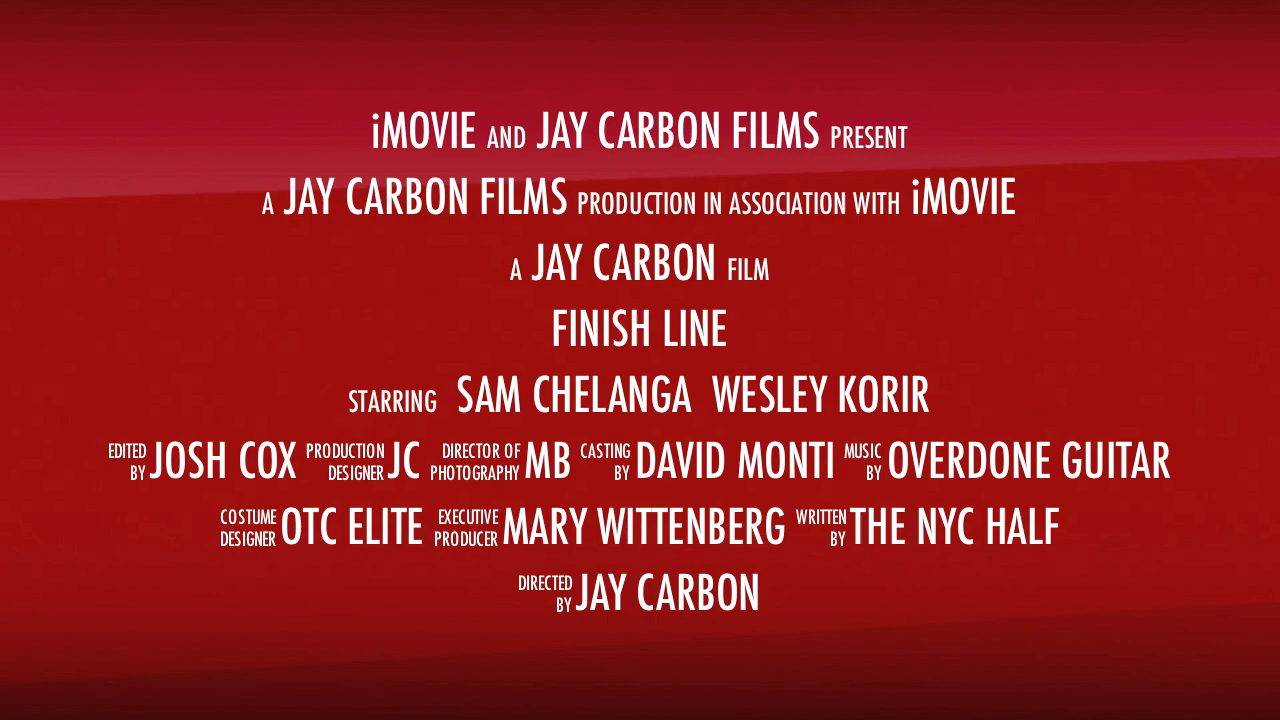 iMOVIE AND JAY CARBON FILMS PRESENT
A JAY CARBON FILMS PRODUCTION IN ASSOCIATION WITH iMOVIE
A JAY CARBON FILM
FINISH LINE
STARRING SAM CHELANGA WESLEY KORIR
EDITED BY JOSH COX PRODUCTION DESIGNER JC DIRECTOR OF PHOTOGRAPHY MB CASTING BY DAVID MONTI MUSIC BY OVERDONE GUITAR
COSTUME DESIGNER OTC ELITE EXECUTIVE PRODUCER MARY WITTENBERG WRITTEN BY THE NYC HALF
DIRECTED BY JAY CARBON